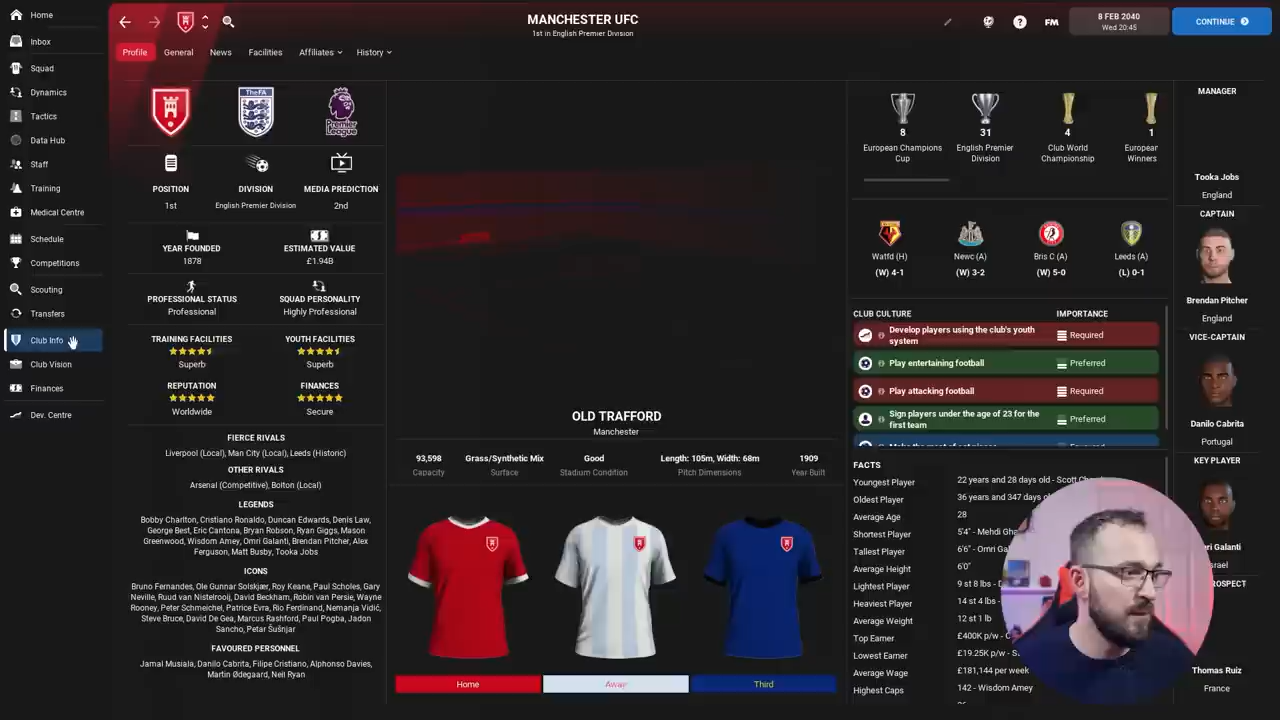 Home
Inbox
Squad
Dynamics
Tactics
Data Hub
Staff
Training
Medical Centre
Schedule
Competitions
Scouting
Transfers
Club Info
Club Vision
Finances
Dev. Centre
MANCHESTER UFC
1st in English Premier Division
FM
8 FEB 2040
Wed 20:45
CONTINUE
Profile
General
News
Facilities
Affiliates
History
The FA
Premier
League
POSITION
1st
DIVISION
English Premier Division
MEDIA PREDICTION
2nd
YEAR FOUNDED
1878
ESTIMATED VALUE
£1.94B
PROFESSIONAL STATUS
Professional
SQUAD PERSONALITY
Highly Professional
TRAINING FACILITIES
Superb
YOUTH FACILITIES
Superb
REPUTATION
Worldwide
FINANCES
Secure
FIERCE RIVALS
Liverpool (Local), Man City (Local), Leeds (Historic)
OTHER RIVALS
Arsenal (Competitive), Bolton (Local)
LEGENDS
Bobby Charlton, Cristiano Ronaldo, Duncan Edwards, Denis Law,
George Best, Eric Cantona, Bryan Robson, Ryan Giggs, Mason
Greenwood, Wisdom Amey, Omri Galanti, Brendan Pitcher, Alex
Ferguson, Matt Busby, Tooka Jobs
ICONS
Bruno Fernandes, Ole Gunnar Solskjær, Roy Keane, Paul Scholes, Gary
Neville, Ruud van Nistelrooij, David Beckham, Robin van Persie, Wayne
Rooney, Peter Schmeichel, Patrice Evra, Rio Ferdinand, Nemanja Vidić,
Steve Bruce, David De Gea, Marcus Rashford, Paul Pogba, Jadon
Sancho, Petar Sušnjar
FAVOURED PERSONNEL
Jamal Musiala, Danilo Cabrita, Filipe Cristiano, Alphonso Davies,
Martin Ødegaard, Neil Ryan
OLD TRAFFORD
Manchester
93,598
Capacity
Grass/Synthetic Mix
Surface
Good
Stadium Condition
Length: 105m, Width: 68m
Pitch Dimensions
1909
Year Built
Home
Away
Third
8
European Champions
Cup
31
English Premier
Division
4
Club World
Championship
1
European
Winners
Watfd (H)
(W) 4-1
Newc (A)
(W) 3-2
Bris C (A)
(W) 5-0
Leeds (A)
(L) 0-1
CLUB CULTURE
IMPORTANCE
Develop players using the club's youth
system
Required
Play entertaining football
Preferred
Play attacking football
Required
Sign players under the age of 23 for the
first team
Preferred
FACTS
Youngest Player
22 years and 28 days old - Scott
Oldest Player
36 years and 347 days
Average Age
28
Shortest Player
5'4" - Mehdi
Tallest Player
6'6" - Omri
Average Height
6'0"
Lightest Player
9 st 8 lbs -
Heaviest Player
14 st 4 lbs
Average Weight
12 st 1 lb
Top Earner
£400K p/w -
Lowest Earner
£19.25K p/w -
Average Wage
£181,144 per week
Highest Caps
142 - Wisdom Amey
MANAGER
Tooka Jobs
England
CAPTAIN
Brendan Pitcher
England
VICE-CAPTAIN
Danilo Cabrita
Portugal
KEY PLAYER
Galanti
Thomas Ruiz
France